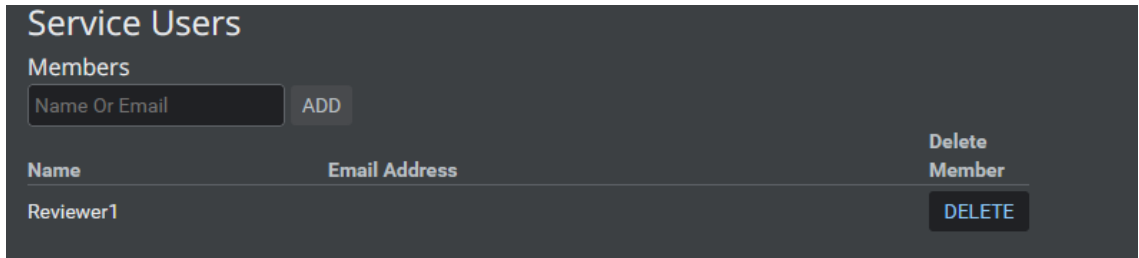 Service Users
Members
Name Or Email ADD
Delete
Name Email Address Member
Reviewer1 DELETE